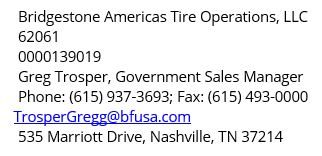 Bridgestone Americas Tire Operations, LLC
62061
0000139019
Greg Trosper, Government Sales Manager
Phone: (615) 937-3693; Fax: (615) 493-0000
TrosperGregg@bfusa.com
535 Marriott Drive, Nashville, TN 37214